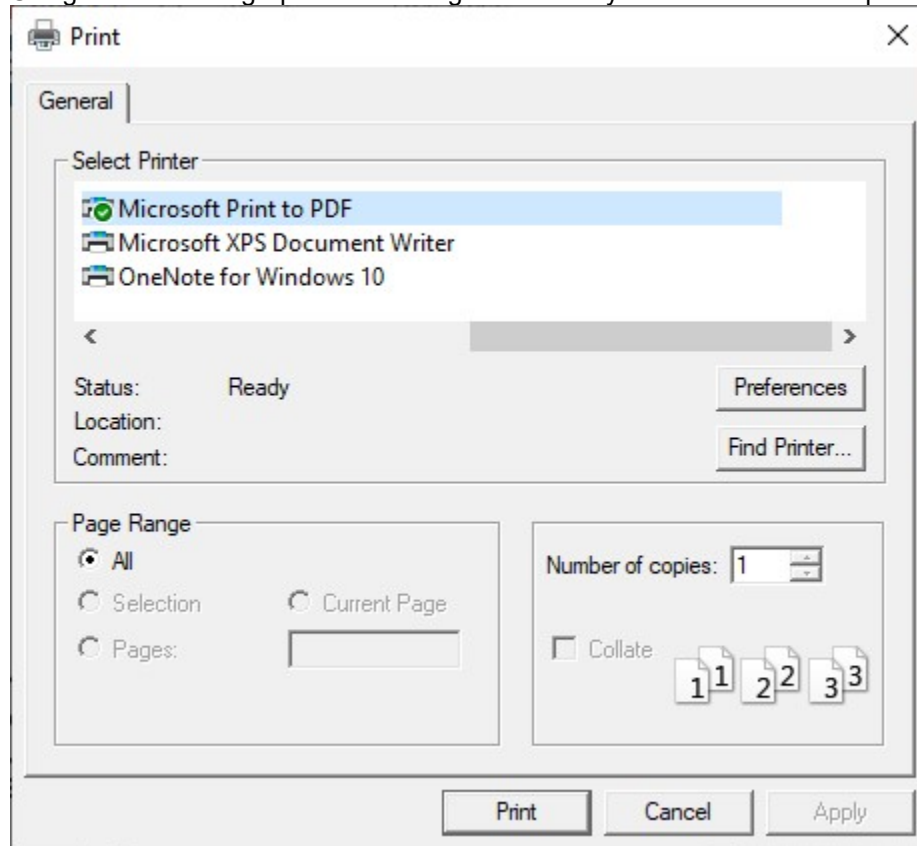 Print
General
Select Printer
Microsoft Print to PDF
Microsoft XPS Document Writer
OneNote for Windows 10
Status: Ready
Preferences
Location:
Comment:
Find Printer...
Page Range
All
Selection Current Page
Pages:
Number of copies: 1
Collate
1 1 2 2 3 3
Print Cancel Apply